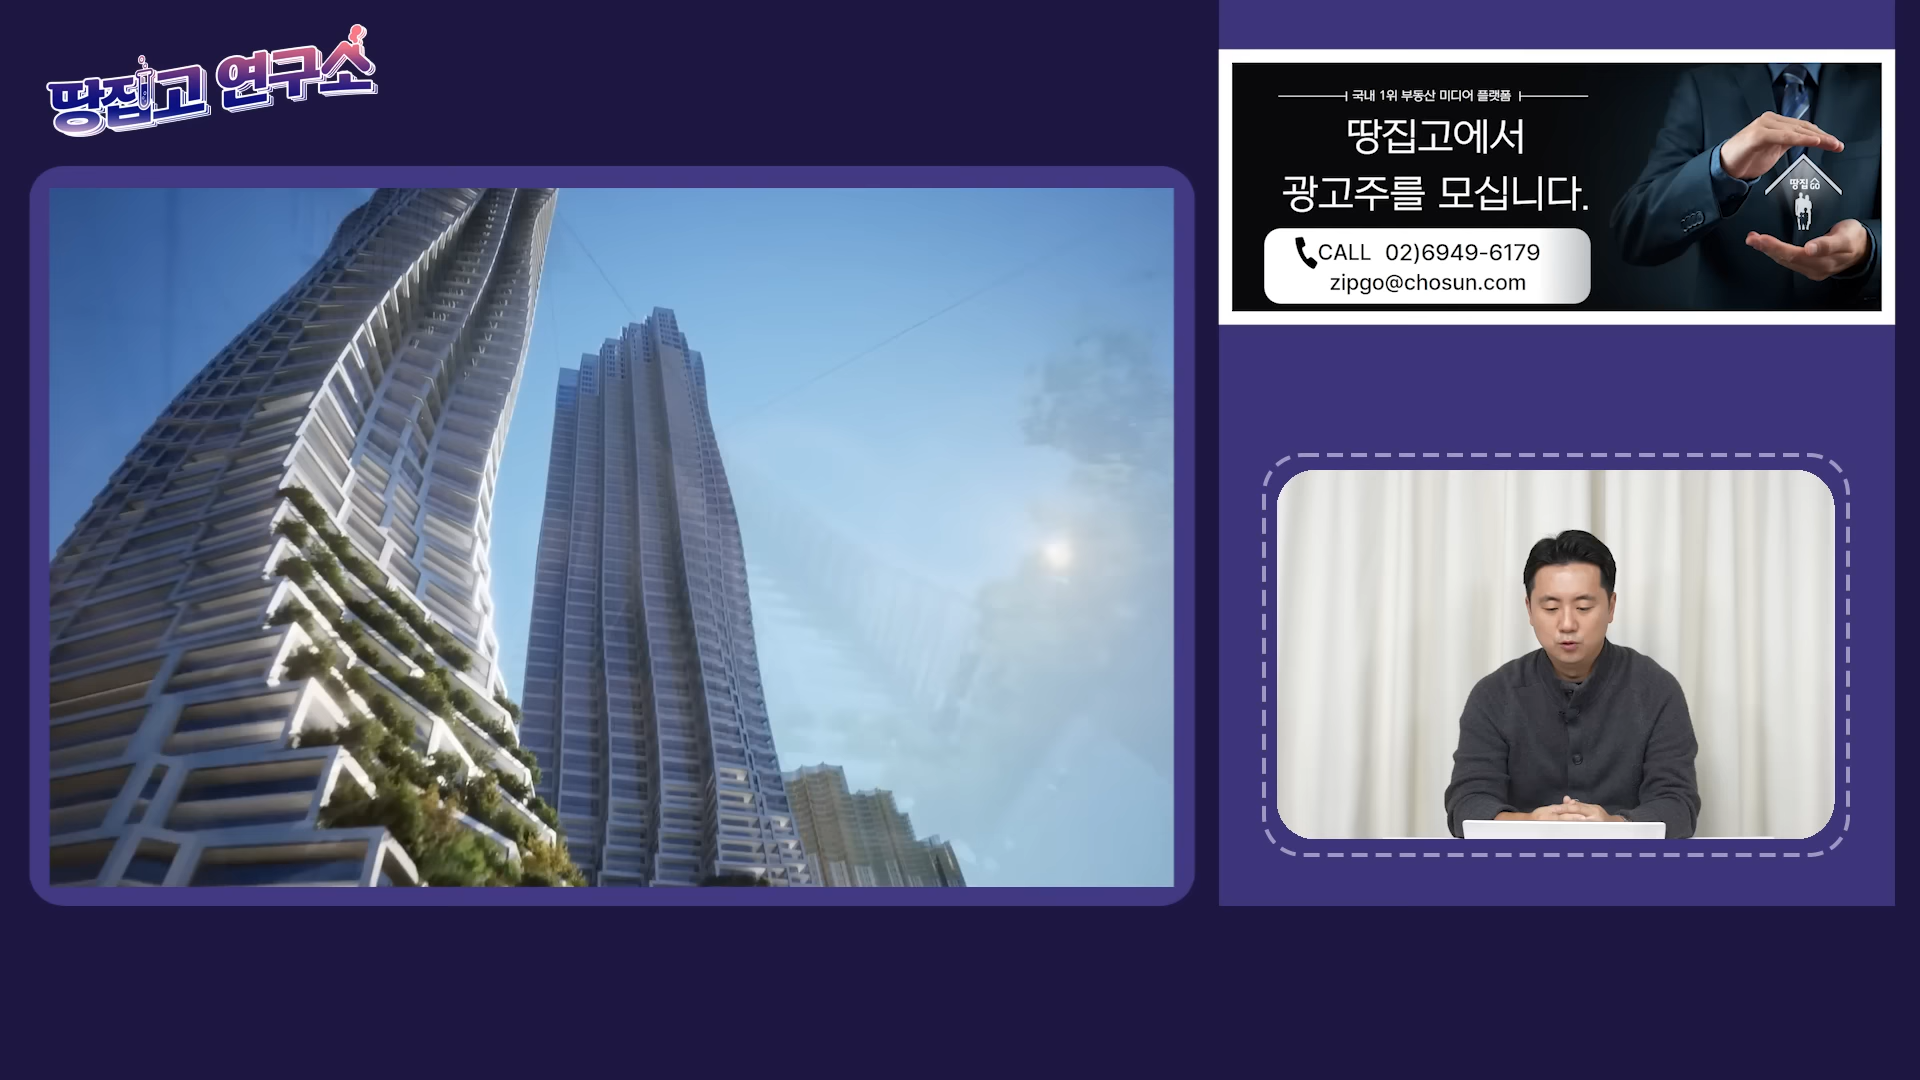 땅집고 연구소
국내 1위 부동산 미디어 플랫폼
땅집고에서
광고주를 모십니다.
CALL 02)6949-6179
zipgo@chosun.com
땅집GO